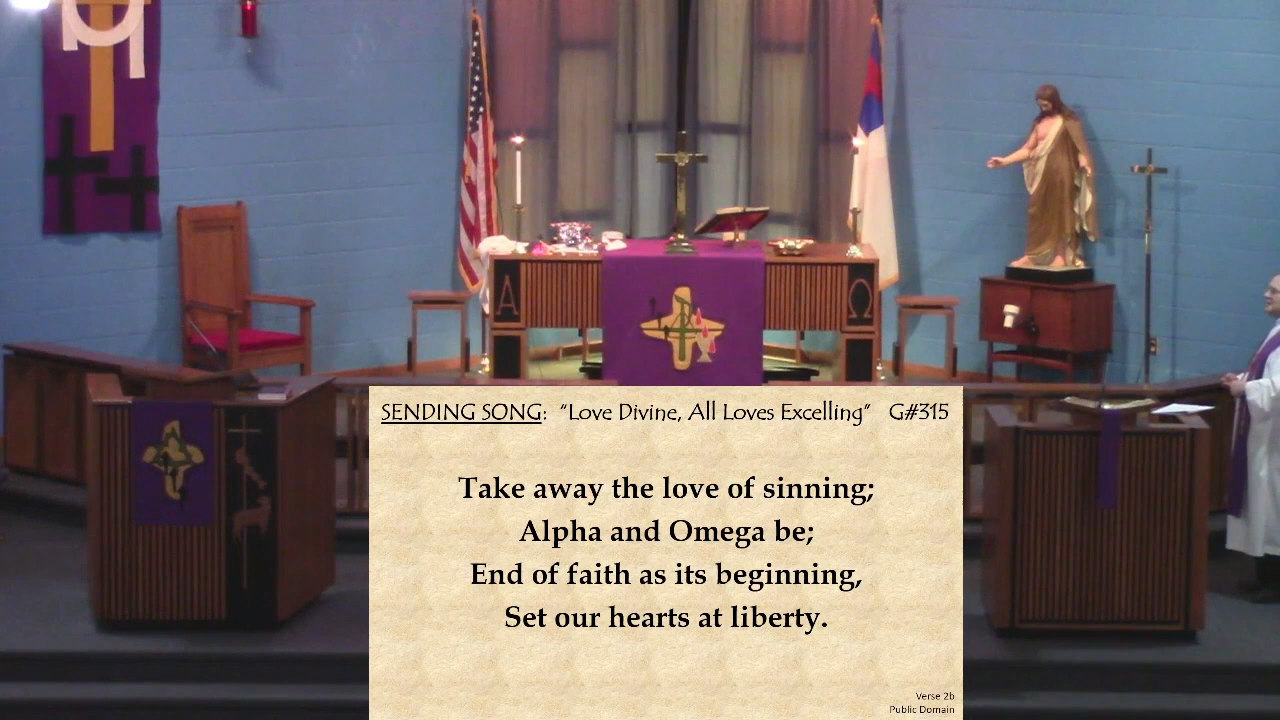 Α
Ω
SENDING SONG: “Love Divine, All Loves Excelling” G#315
Take away the love of sinning;
Alpha and Omega be;
End of faith as its beginning,
Set our hearts at liberty.
Verse 2b
Public Domain